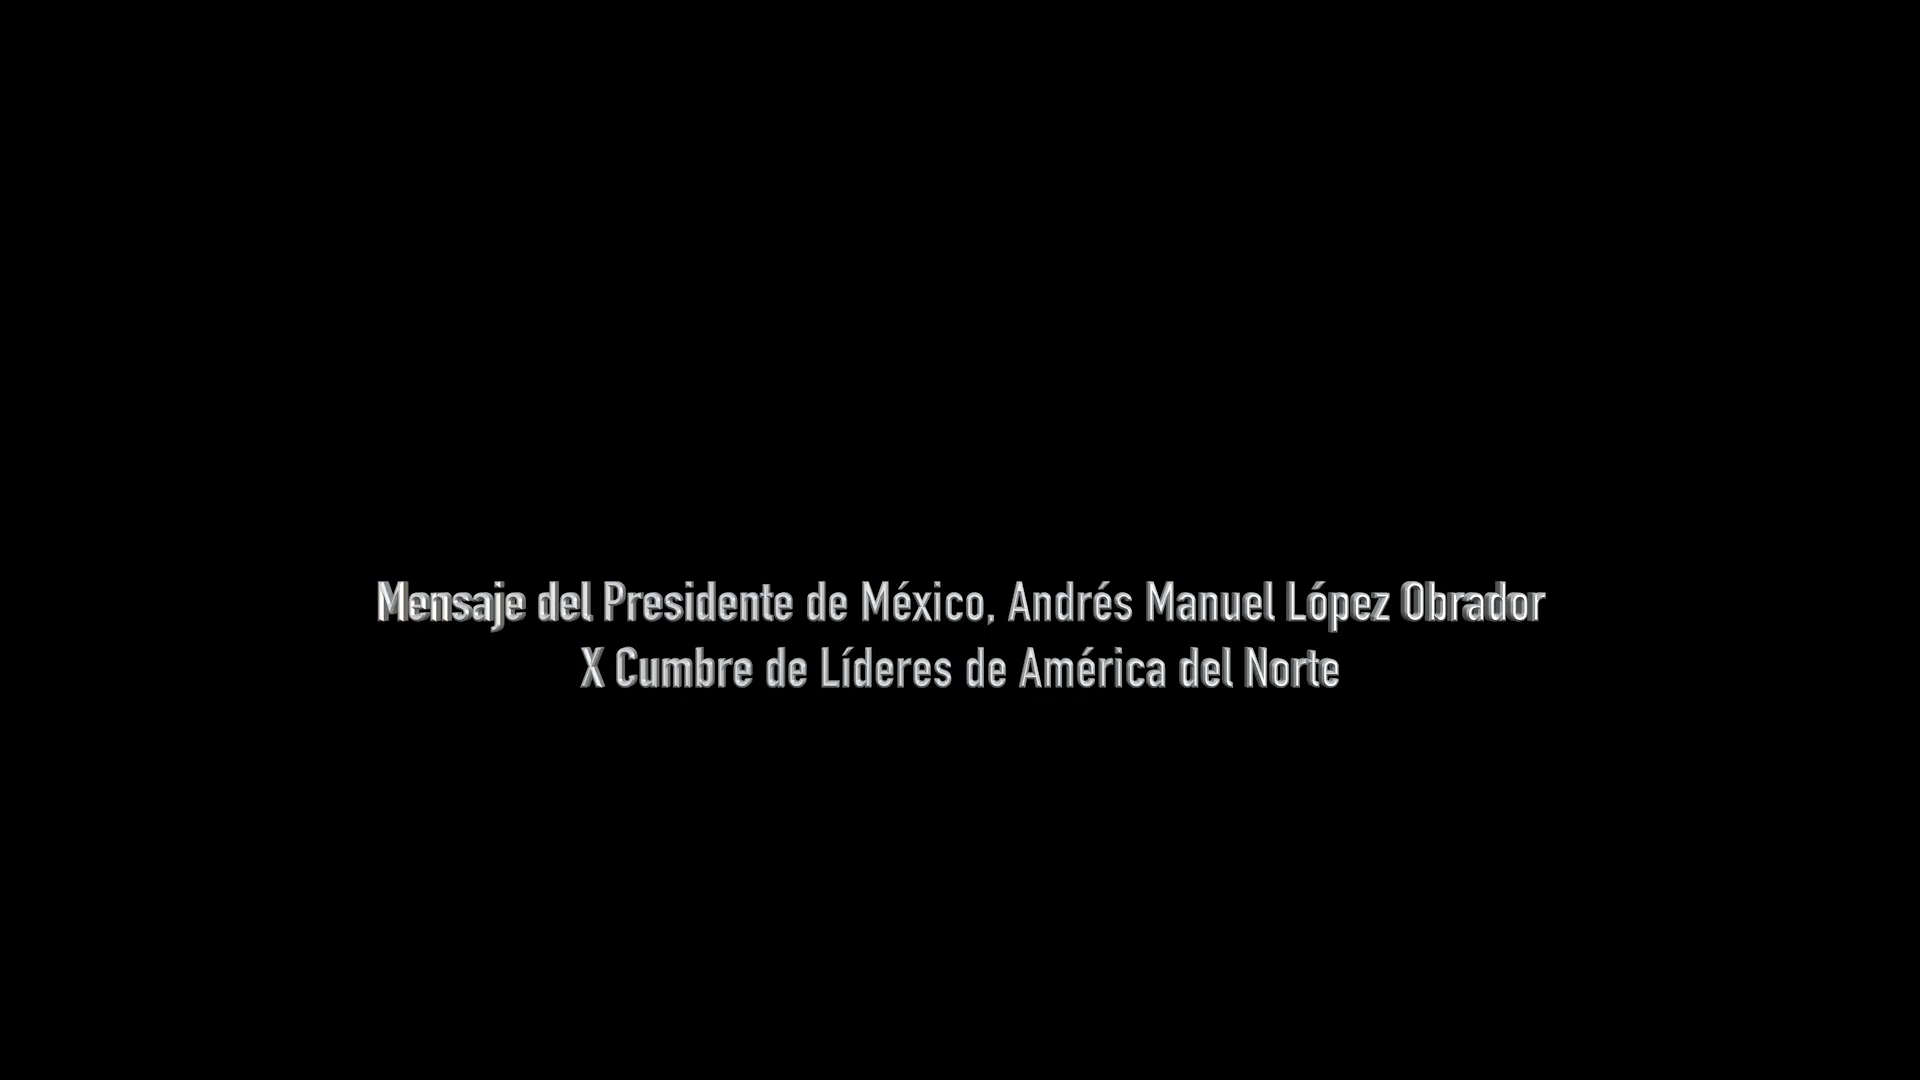 Mensaje del Presidente de México, Andrés Manuel López Obrador
X Cumbre de Líderes de América del Norte